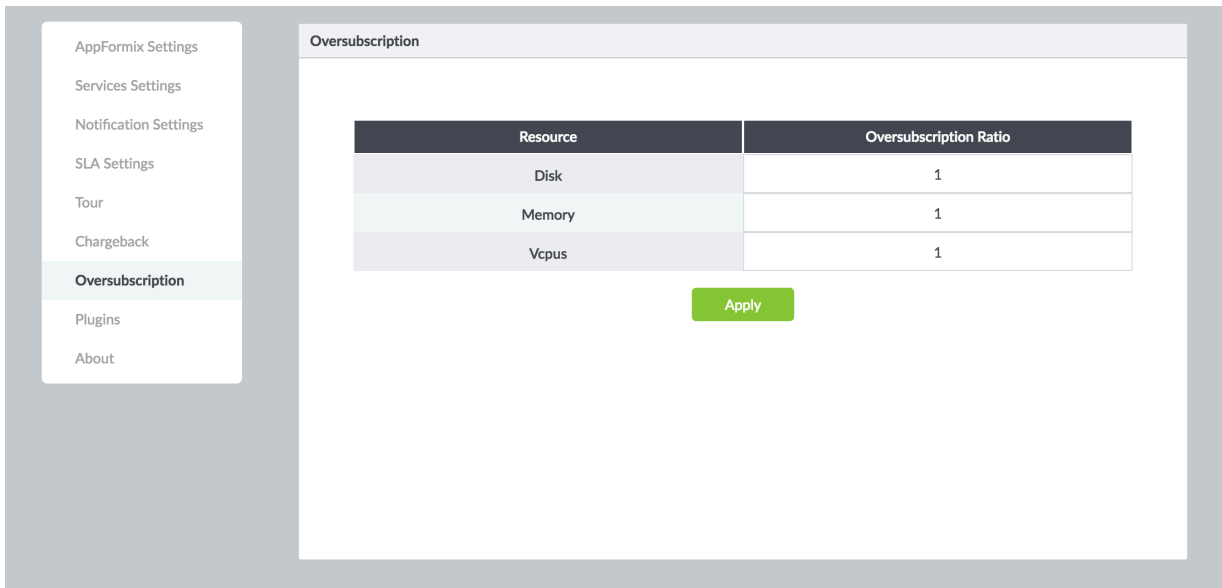 AppFormix Settings
Services Settings
Notification Settings
SLA Settings
Tour
Chargeback
Oversubscription
Plugins
About
Oversubscription
Resource Oversubscription Ratio
Disk 1
Memory 1
Vcpus 1
Apply